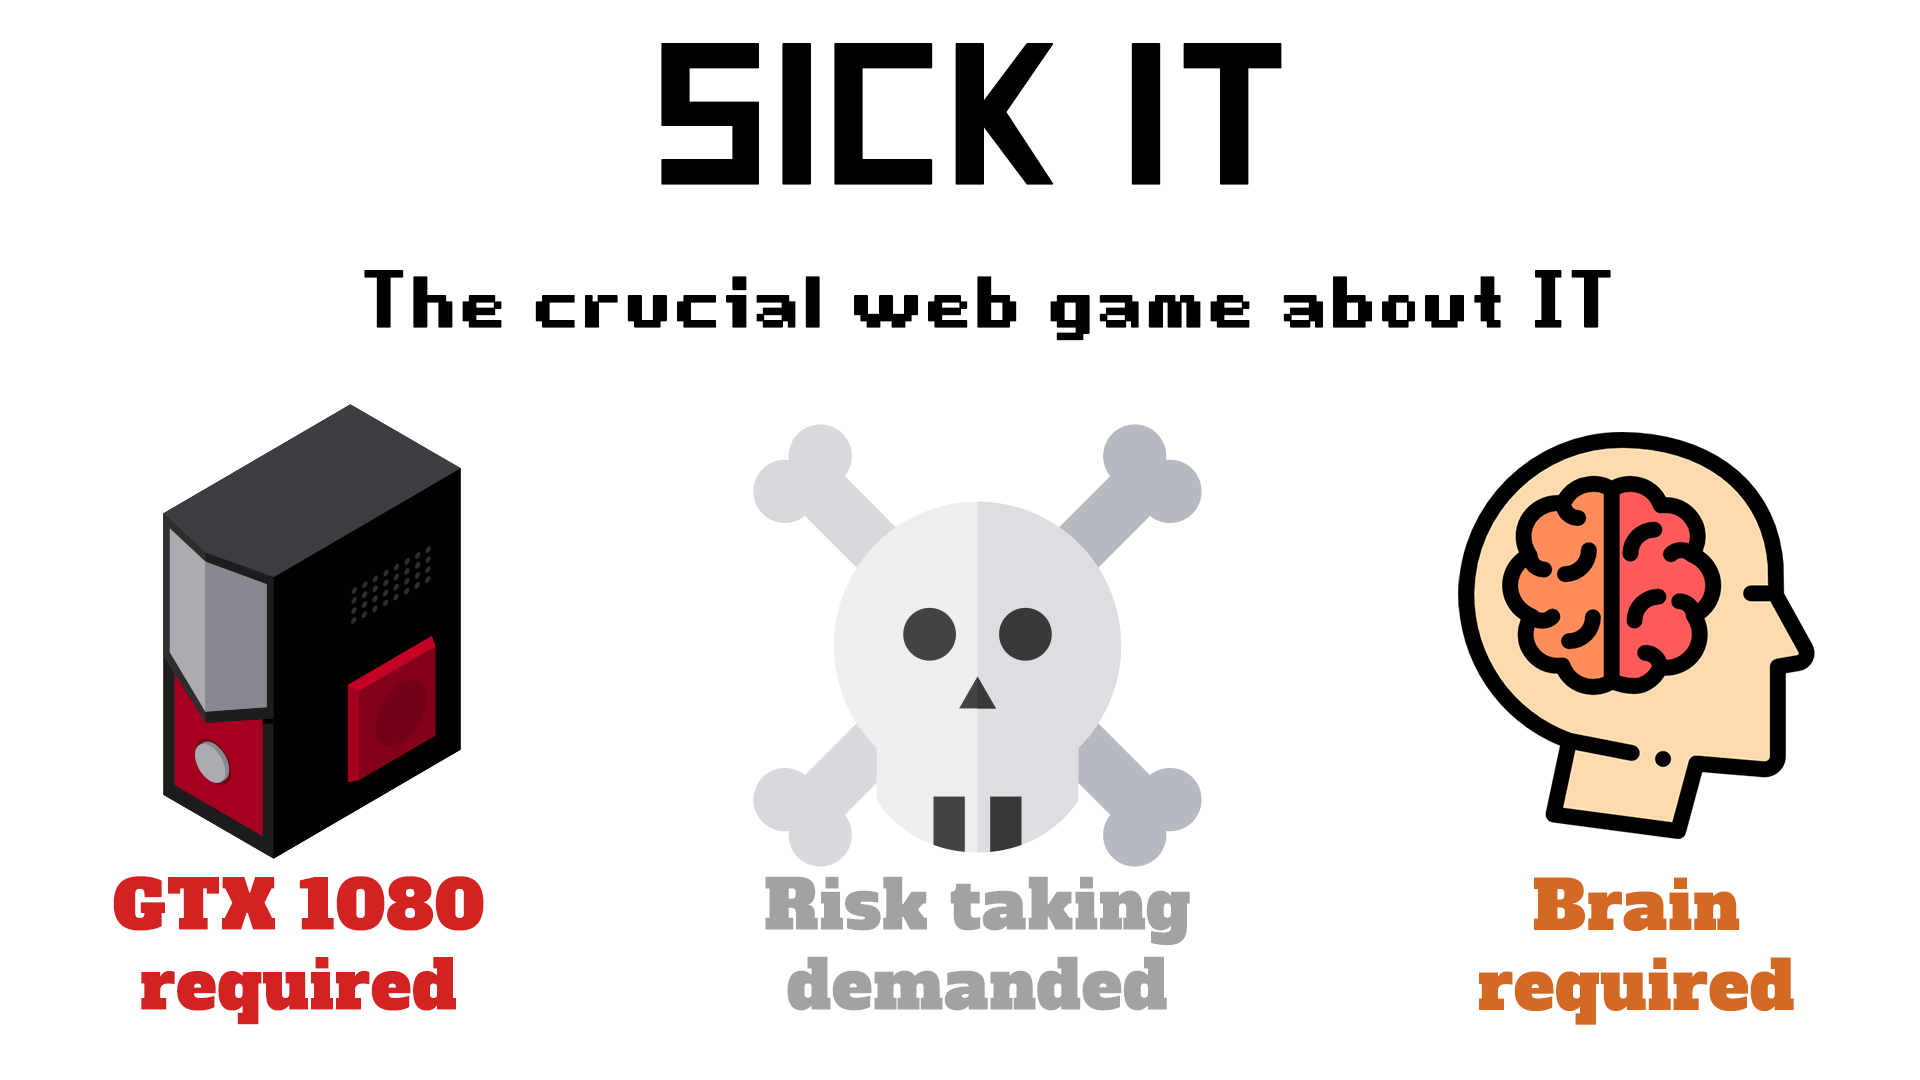 SICK IT
The crucial web game about IT
GTX 1080
required
Risk taking
demanded
Brain
required